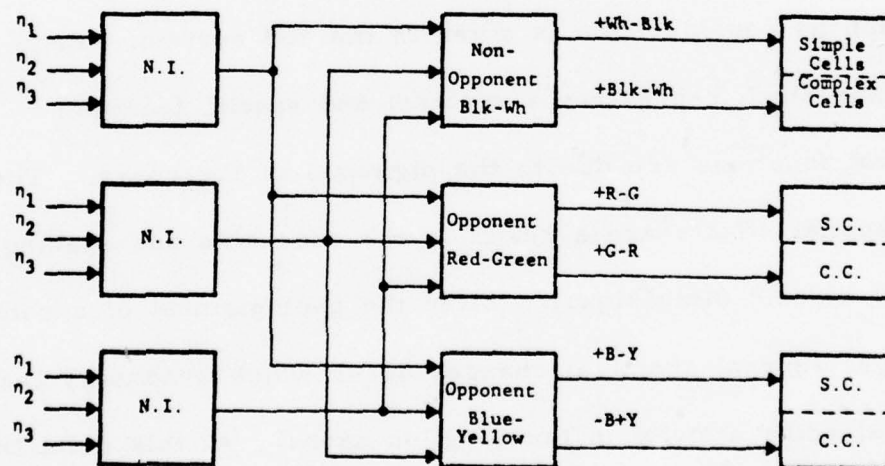 n1
n2
n3
N.I.
Non-
Opponent
Blk-Wh
+Wh-Blk
+Blk-Wh
Simple
Cells
Complex
Cells
n1
n2
n3
N.I.
Opponent
Red-Green
+R-G
+G-R
S.C.
C.C.
n1
n2
n3
N.I.
Opponent
Blue-
Yellow
+B-Y
-B+Y
S.C.
C.C.